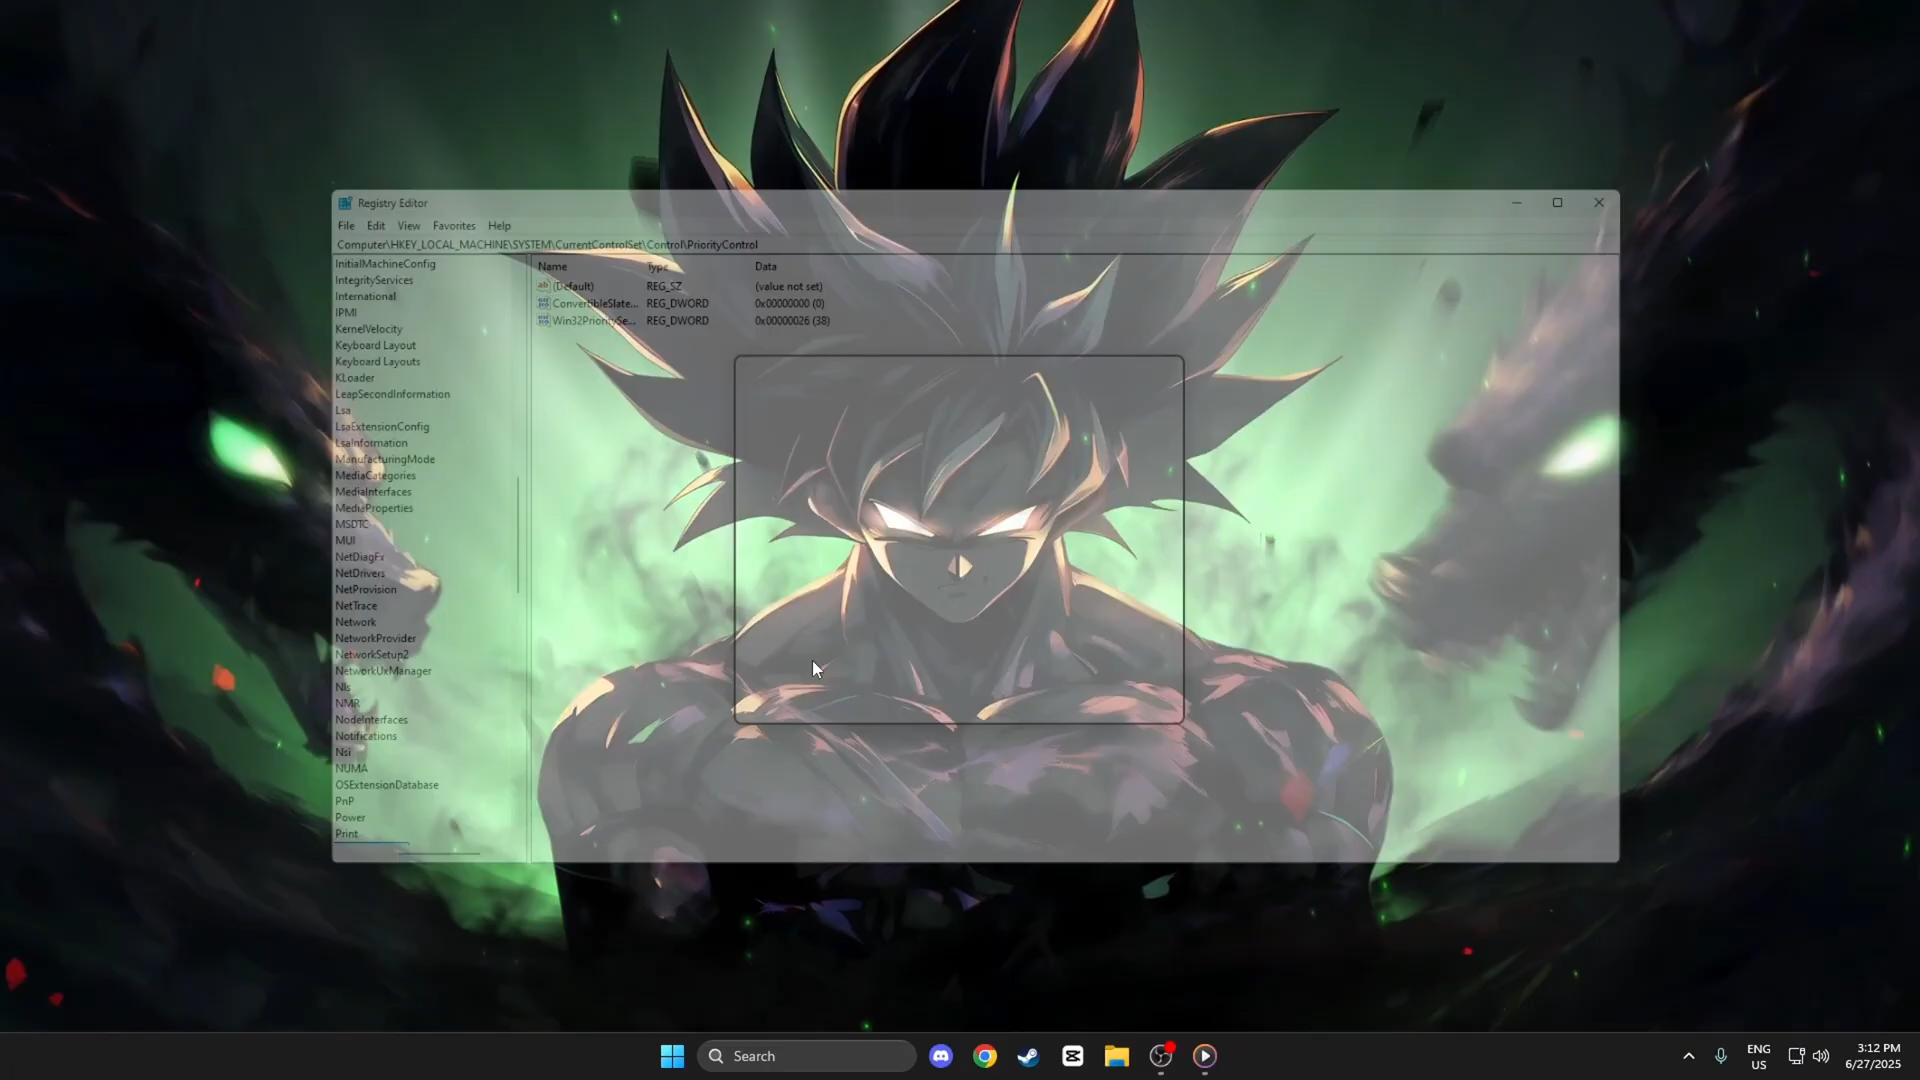 Registry Editor
File Edit View Favorites Help
Computer\HKEY_LOCAL_MACHINE\SYSTEM\CurrentControlSet\Control\PriorityControl
InitialMachineConfig
IntegrityServices
International
IPMI
KernelVelocity
Keyboard Layout
Keyboard Layouts
KLoader
LeapSecondInformation
Lsa
LsaExtensionConfig
LsaInformation
ManufacturingMode
MediaCategories
MediaInterfaces
MediaProperties
MSDTC
MUI
NetDiagFx
NetDrivers
NetProvision
NetTrace
Network
NetworkProvider
NetworkSetup2
NetworkUxManager
Nls
NMR
NodeInterfaces
Notifications
Nsi
NUMA
OSExtensionDatabase
PnP
Power
Print
Name Type Data
(Default) REG_SZ (value not set)
ConvertibleSlate... REG_DWORD 0x00000000 (0)
Win32PrioritySe... REG_DWORD 0x00000026 (38)
Search
ENG
US
3:12 PM
6/27/2025